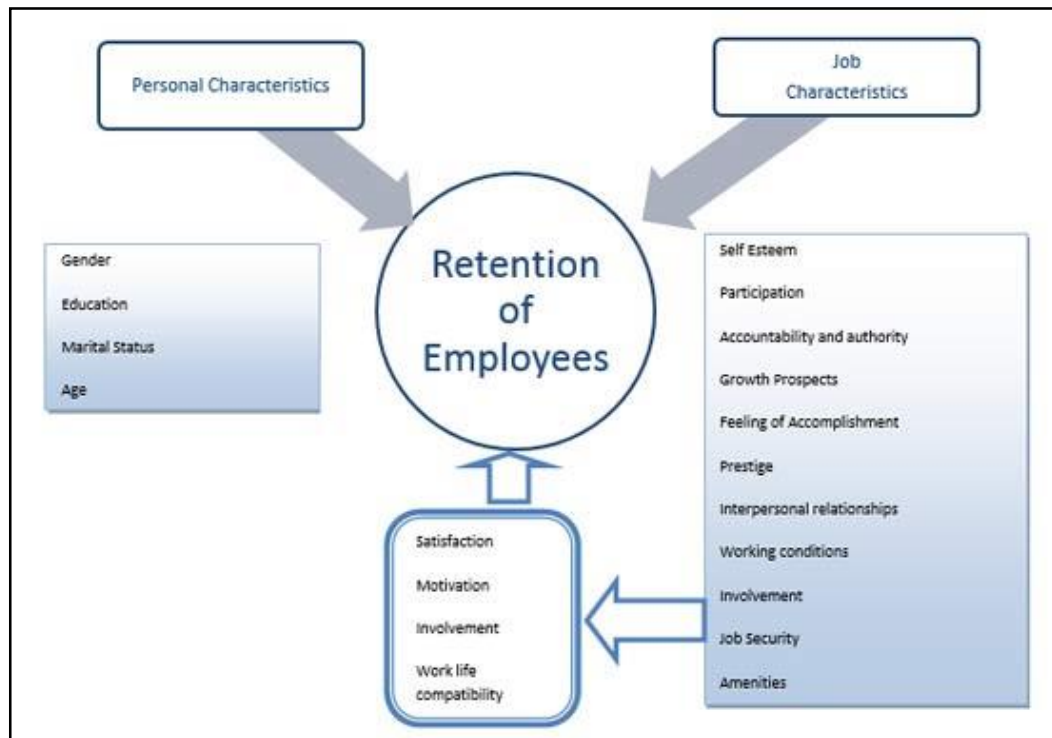 Personal Characteristics
Job
Characteristics
Retention
of
Employees
Gender
Education
Marital Status
Age
Self Esteem
Participation
Accountability and authority
Growth Prospects
Feeling of Accomplishment
Prestige
Interpersonal relationships
Working conditions
Involvement
Job Security
Amenities
Satisfaction
Motivation
Involvement
Work life
compatibility